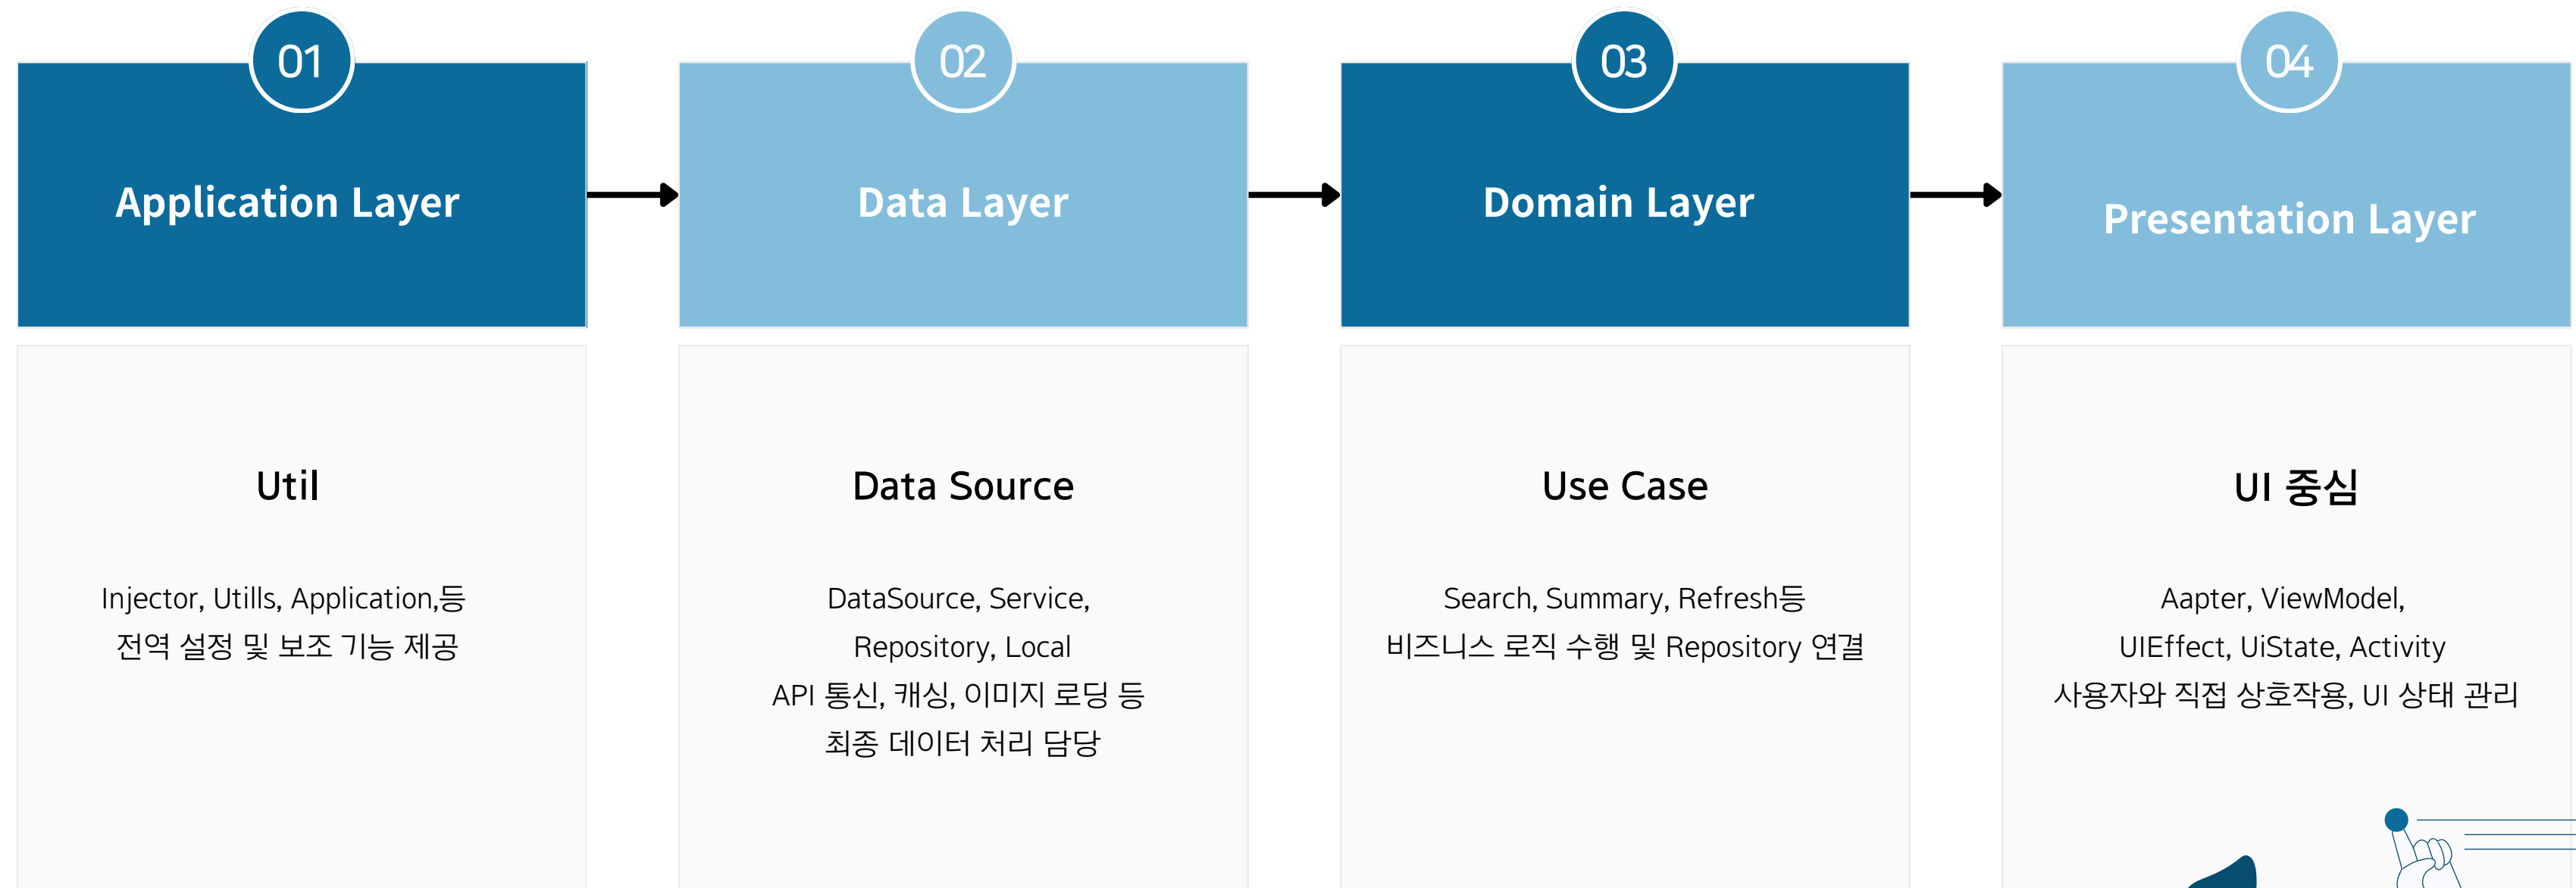 01
Application Layer
Util
Injector, Utills, Application,등
전역 설정 및 보조 기능 제공
02
Data Layer
Data Source
DataSource, Service,
Repository, Local
API 통신, 캐싱, 이미지 로딩 등
최종 데이터 처리 담당
03
Domain Layer
Use Case
Search, Summary, Refresh등
비즈니스 로직 수행 및 Repository 연결
04
Presentation Layer
UI 중심
Aapter, ViewModel,
UIEffect, UiState, Activity
사용자와 직접 상호작용, UI 상태 관리